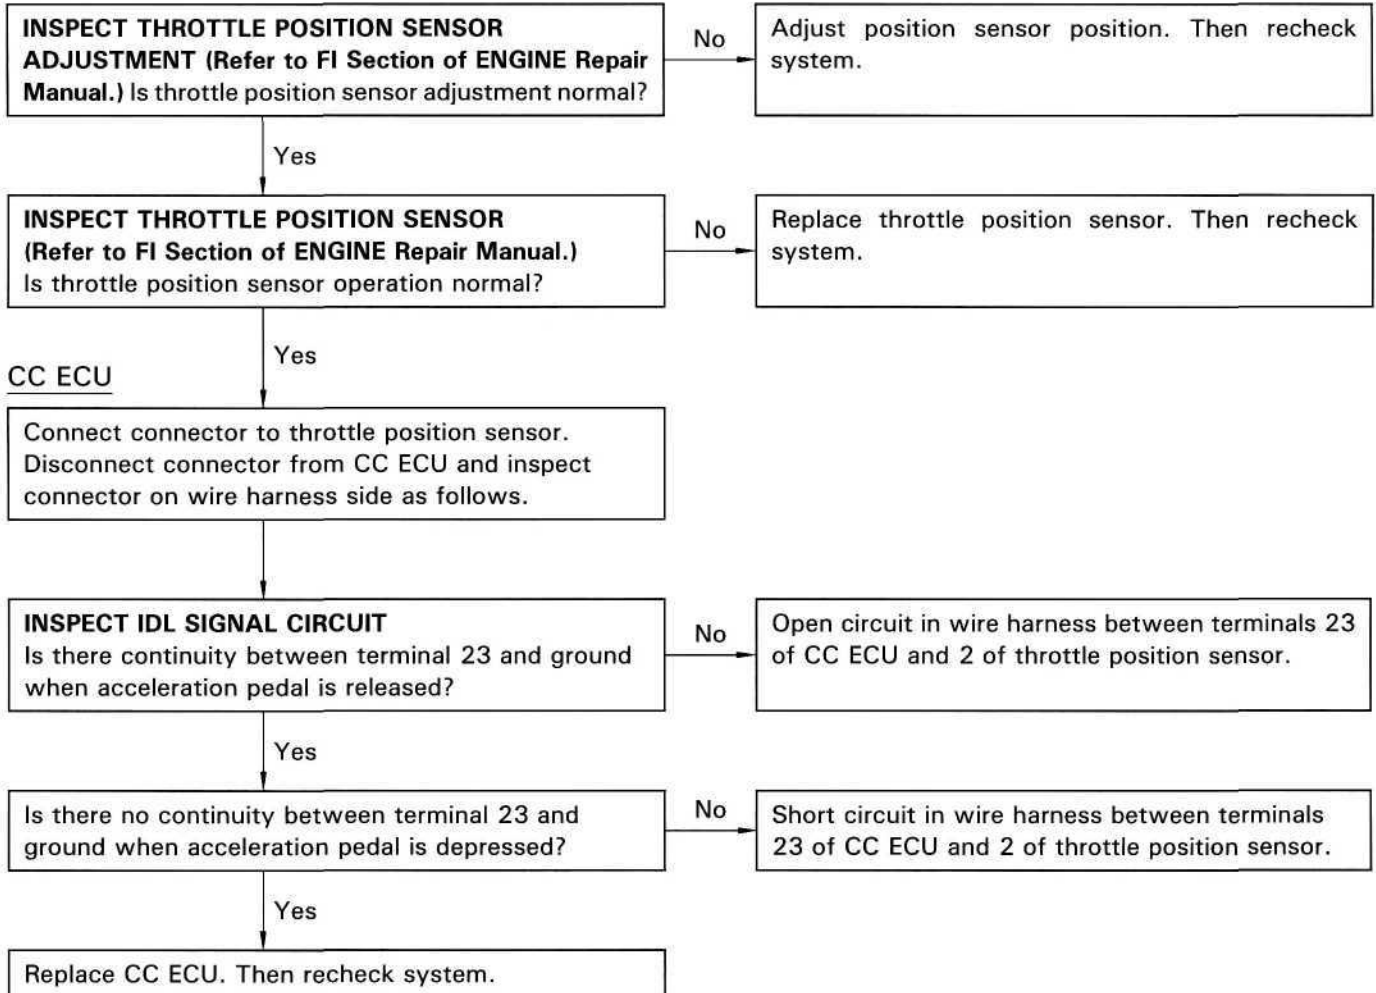 INSPECT THROTTLE POSITION SENSOR
ADJUSTMENT (Refer to FI Section of ENGINE Repair
Manual.) Is throttle position sensor adjustment normal?
No
Adjust position sensor position. Then recheck
system.
Yes
INSPECT THROTTLE POSITION SENSOR
(Refer to FI Section of ENGINE Repair Manual.)
Is throttle position sensor operation normal?
No
Replace throttle position sensor. Then recheck
system.
Yes
CC ECU
Connect connector to throttle position sensor.
Disconnect connector from CC ECU and inspect
connector on wire harness side as follows.
INSPECT IDL SIGNAL CIRCUIT
Is there continuity between terminal 23 and ground
when acceleration pedal is released?
No
Open circuit in wire harness between terminals 23
of CC ECU and 2 of throttle position sensor.
Yes
Is there no continuity between terminal 23 and
ground when acceleration pedal is depressed?
No
Short circuit in wire harness between terminals
23 of CC ECU and 2 of throttle position sensor.
Yes
Replace CC ECU. Then recheck system.